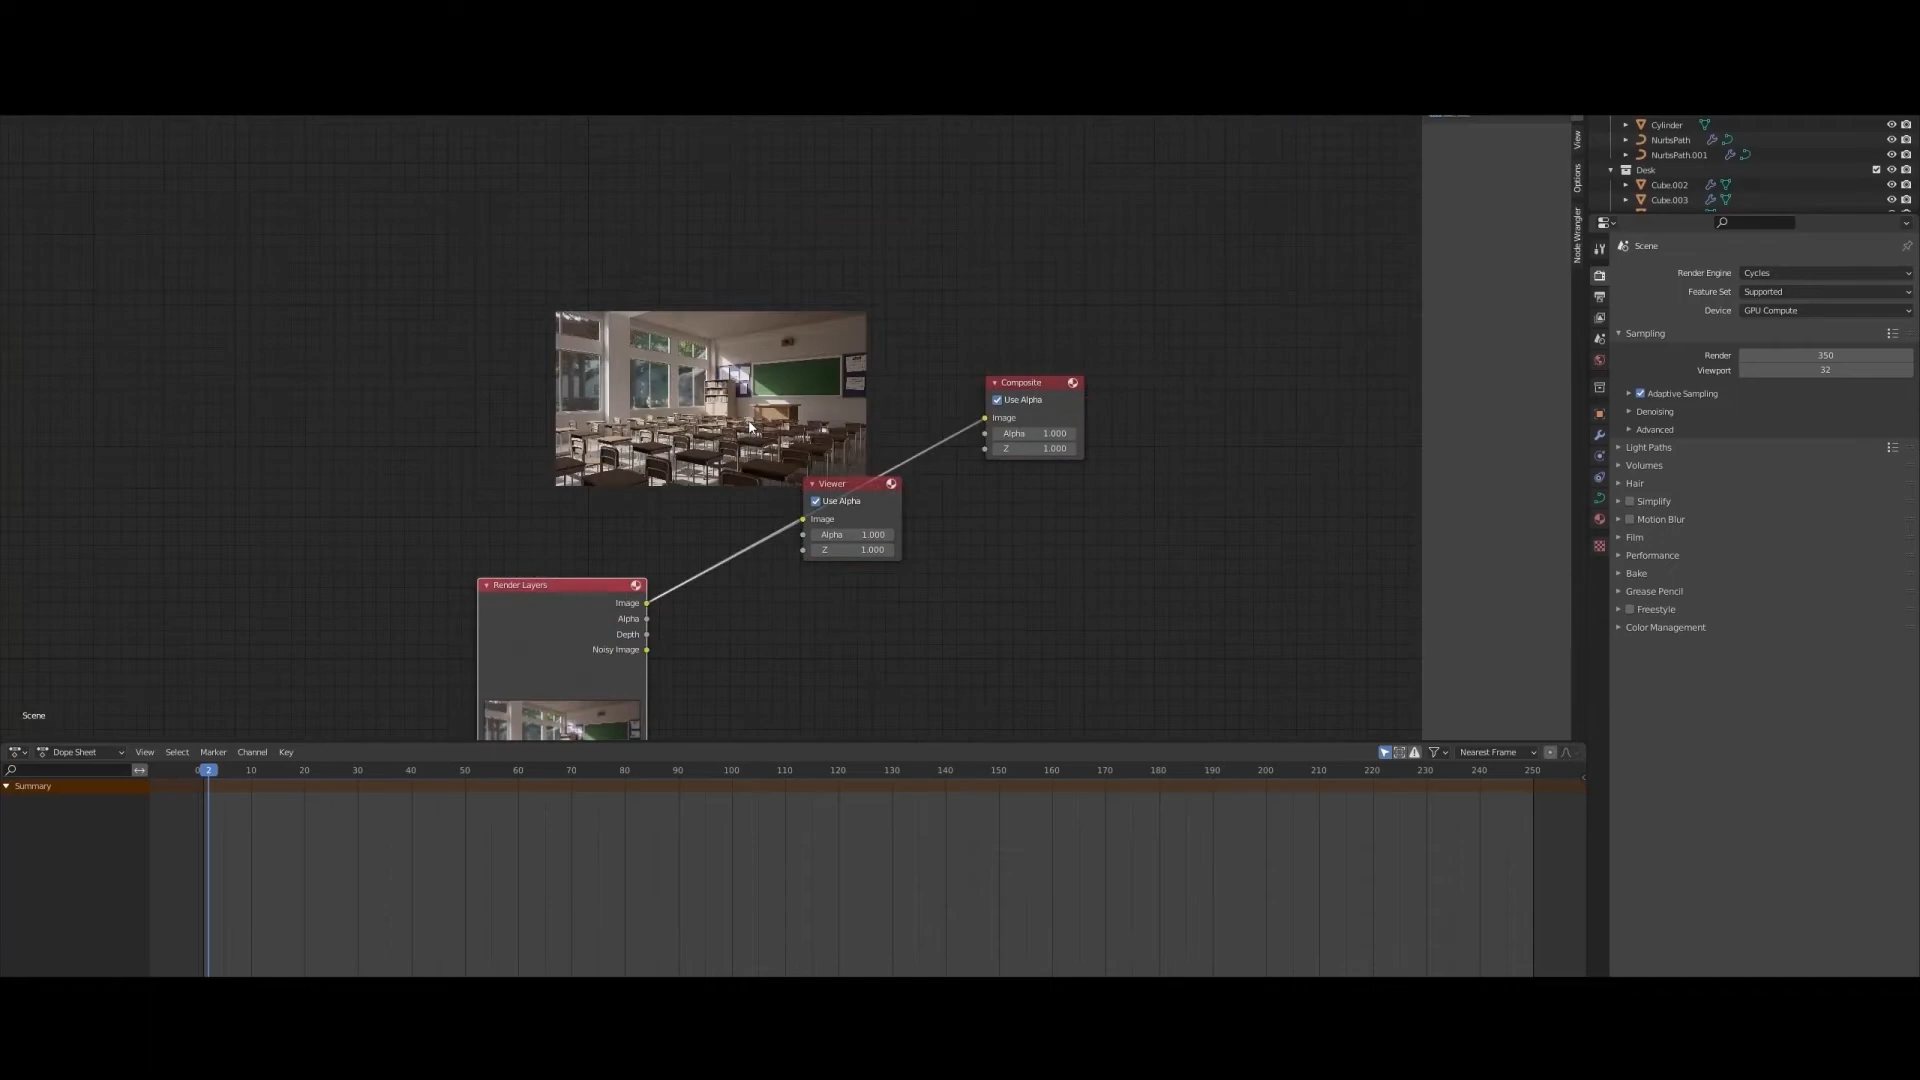 Cylinder
NurbsPath
NurbsPath.001
Desk
Cube.002
Cube.003
View
Options
Node Wrangler
Scene
Render Engine Cycles
Feature Set Supported
Device GPU Compute
Sampling
Render 350
Viewport 32
Adaptive Sampling
Denoising
Advanced
Light Paths
Volumes
Hair
Simplify
Motion Blur
Film
Performance
Bake
Grease Pencil
Freestyle
Color Management
Composite
Use Alpha
Image
Alpha 1.000
Z 1.000
Viewer
Use Alpha
Image
Alpha 1.000
Z 1.000
Render Layers
Image
Alpha
Depth
Noisy Image
Scene
Dope Sheet View Select Marker Channel Key Nearest Frame
0 2 10 20 30 40 50 60 70 80 90 100 110 120 130 140 150 160 170 180 190 200 210 220 230 240 250
Summary